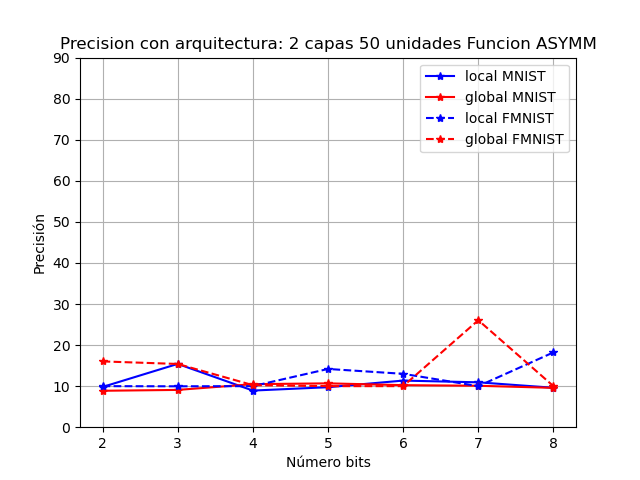 Precision con arquitectura: 2 capas 50 unidades Funcion ASYMM
90
80
70
60
50
40
30
20
10
0
Precisión
local MNIST
global MNIST
local FMNIST
global FMNIST
2 3 4 5 6 7 8
Número bits